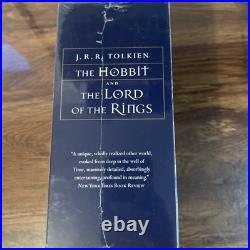 J.R.R. TOLKIEN
THE HOBBIT
AND
THE LORD
OF THE RINGS
"A unique, wholly realized other world,
evoked from deep in the well of
Time, massively detailed, absorbingly
entertaining, profound in meaning."
—NEW YORK TIMES BOOK REVIEW